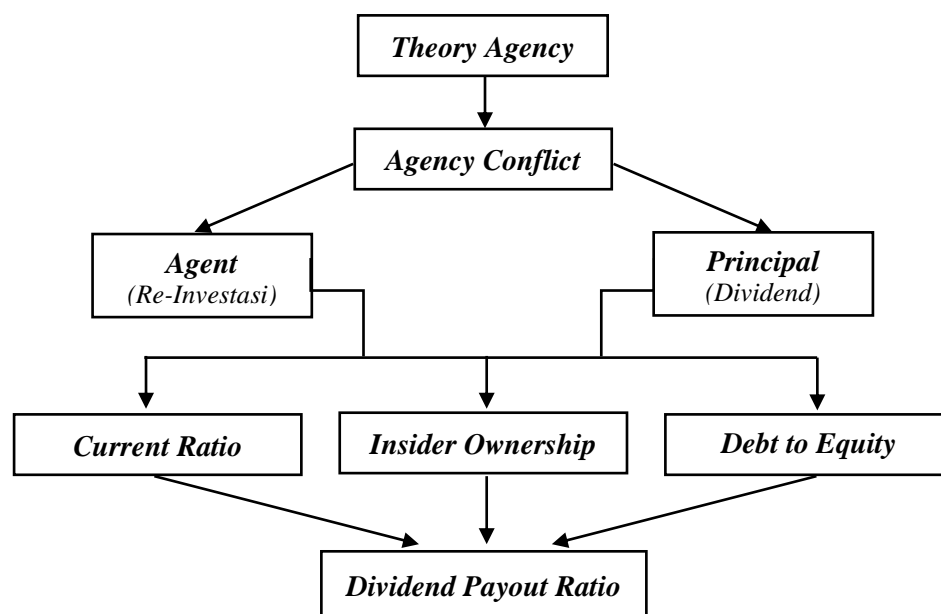 Theory Agency
Agency Conflict
Agent
(Re-Investasi)
Principal
(Dividend)
Current Ratio
Insider Ownership
Debt to Equity
Dividend Payout Ratio